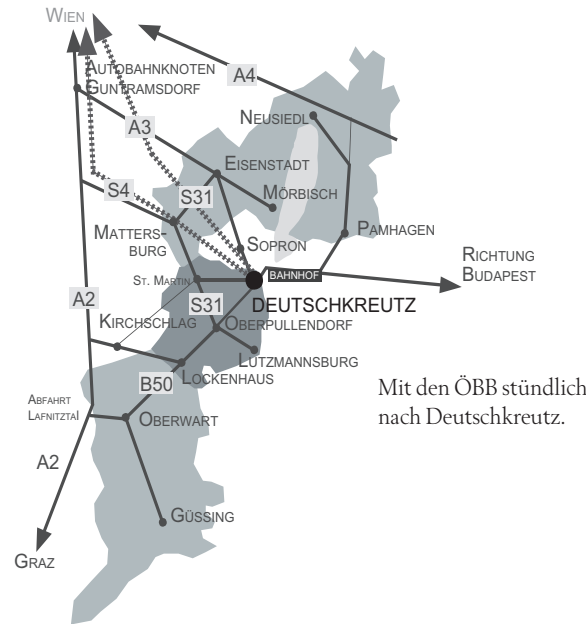 WIEN
AUTOBAHNKNOTEN
GUNTRAMSDORF
A4
NEUSIEDL
A3
EISENSTADT
S4
S31
MÖRBISCH
MATTERS-
BURG
SOPRON
PAMHAGEN
ST. MARTIN
BAHNHOF
RICHTUNG
BUDAPEST
A2
S31
DEUTSCHKREUTZ
KIRCHSCHLAG
OBERPULLENDORF
LUTZMANNSBURG
B50
LOCKENHAUS
Mit den ÖBB stündlich
nach Deutschkreutz.
ABFAHRT
LAFNITZTAL
OBERWART
A2
GÜSSING
GRAZ